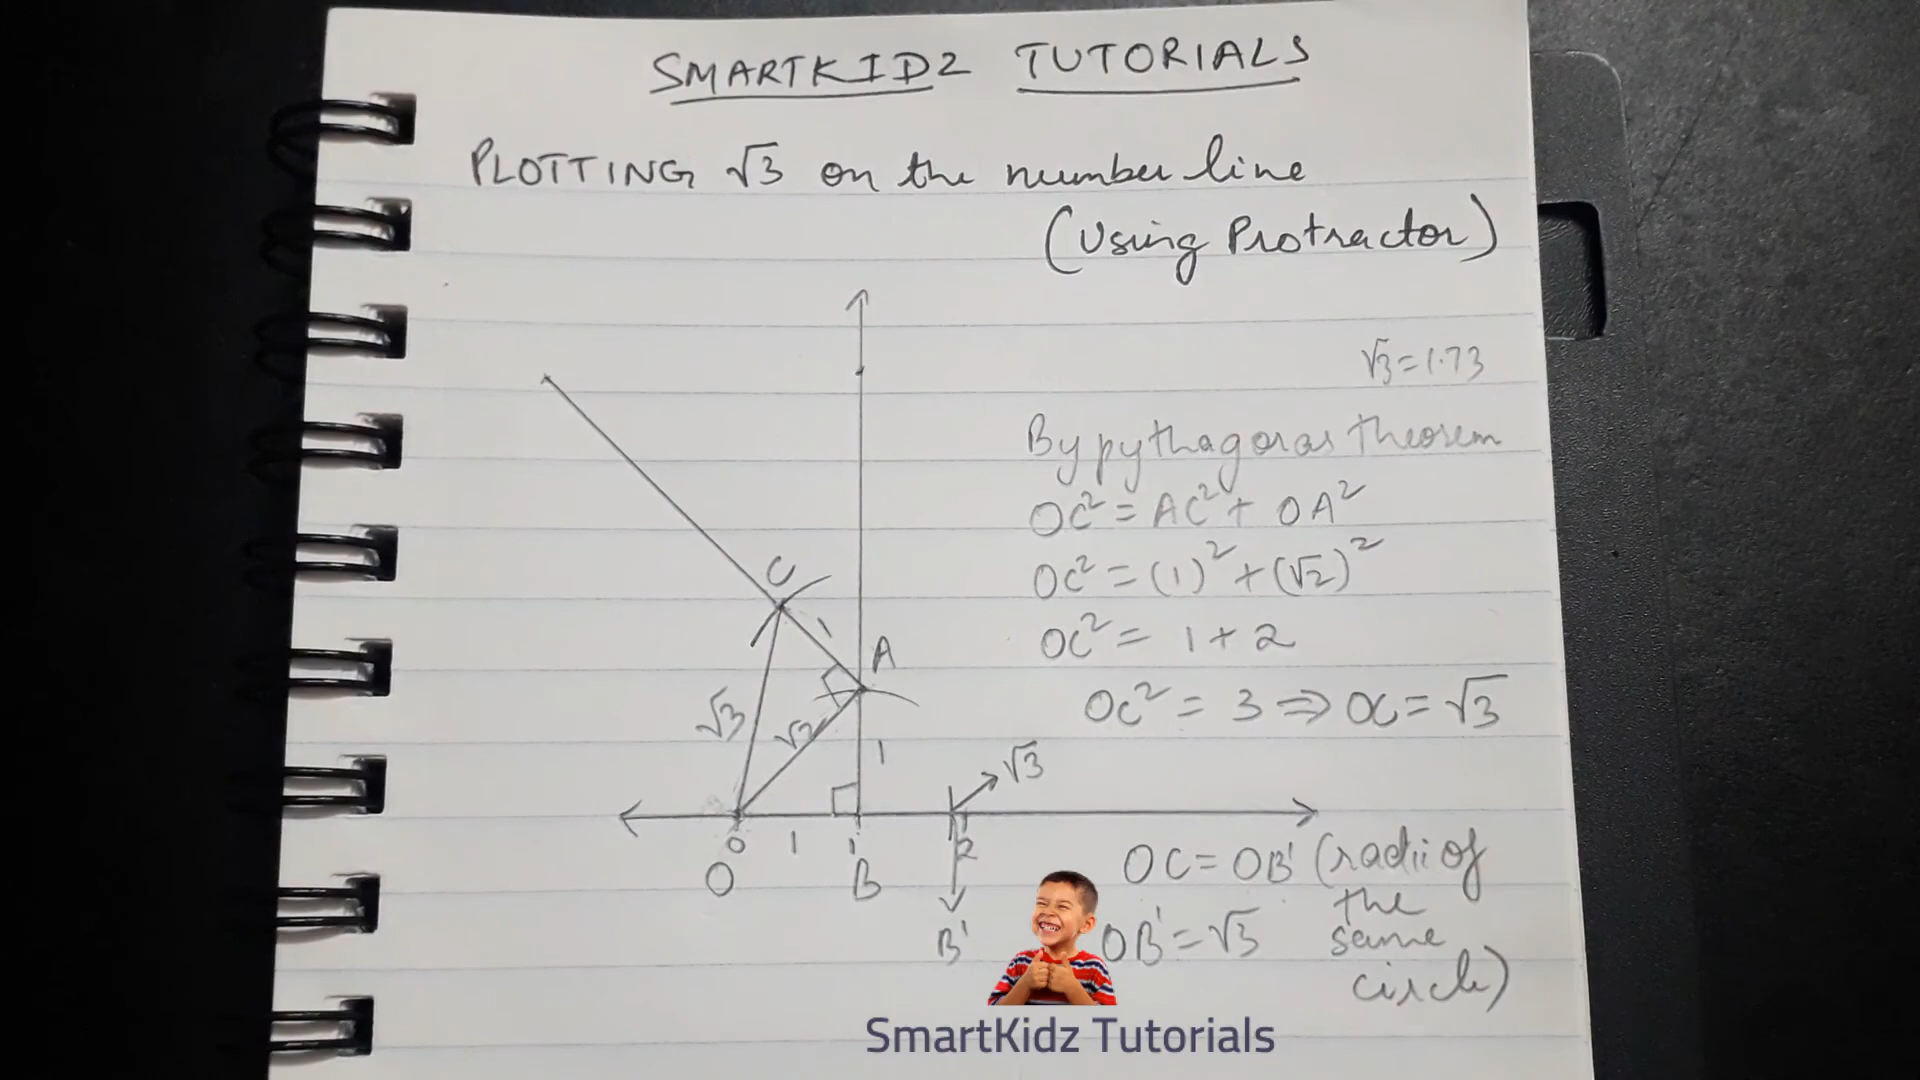 SMARTKIDZ TUTORIALS
PLOTTING √3 on the number line
(Using Protractor)
√3=1.73
By pythagoras theorem
OC²=AC²+ OA²
OC²=(1)²+(√2)²
OC²= 1+2
OC²= 3⇒OC=√3
C
1
A
√3
√2
1
√3
0 1 1 2
O B
B'
OC=OB' (radii of
the
same
circle)
OB'=√3
SmartKidz Tutorials